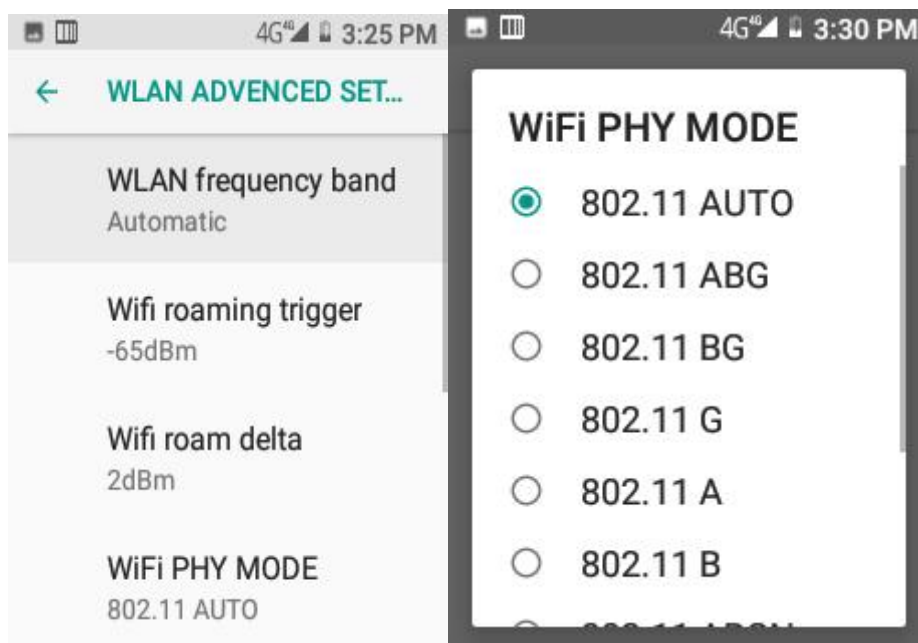 4G 4G 3:25 PM
WLAN ADVENCED SET...
WLAN frequency band
Automatic
Wifi roaming trigger
-65dBm
Wifi roam delta
2dBm
WiFi PHY MODE
802.11 AUTO
4G 4G 3:30 PM
WiFi PHY MODE
802.11 AUTO
802.11 ABG
802.11 BG
802.11 G
802.11 A
802.11 B